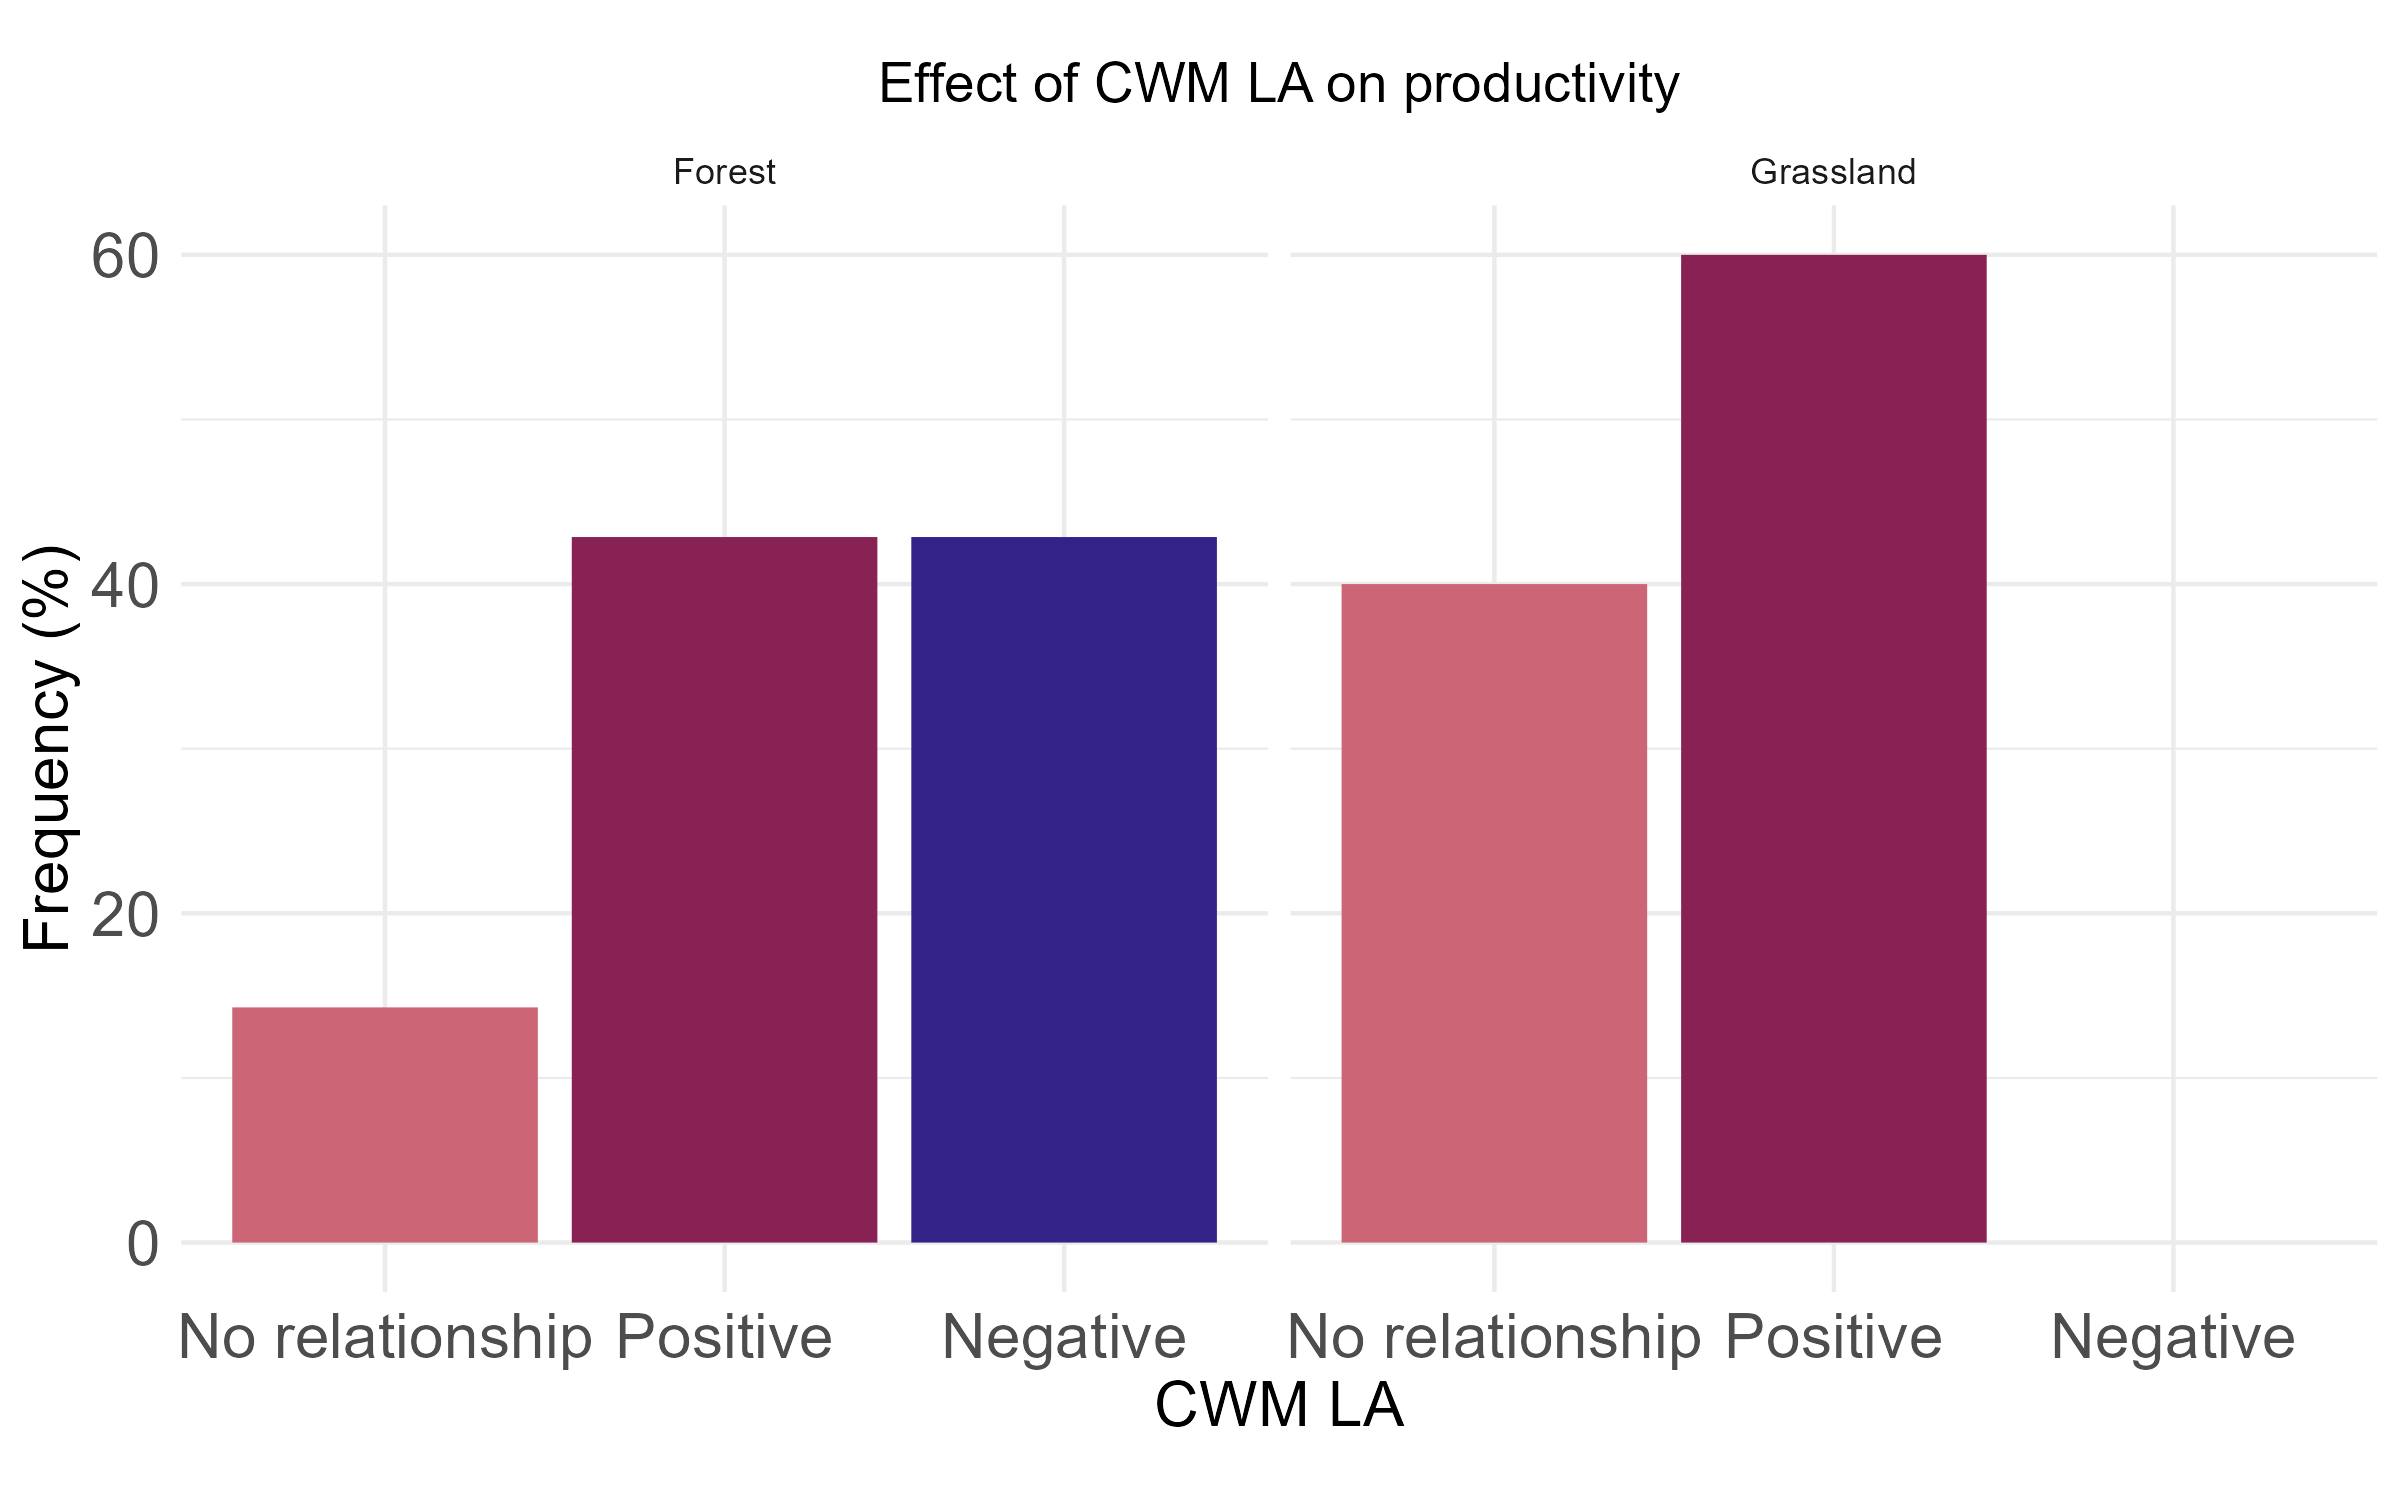 Effect of CWM LA on productivity
Forest
Grassland
Frequency (%)
60
40
20
0
No relationship Positive Negative No relationship Positive Negative
CWM LA